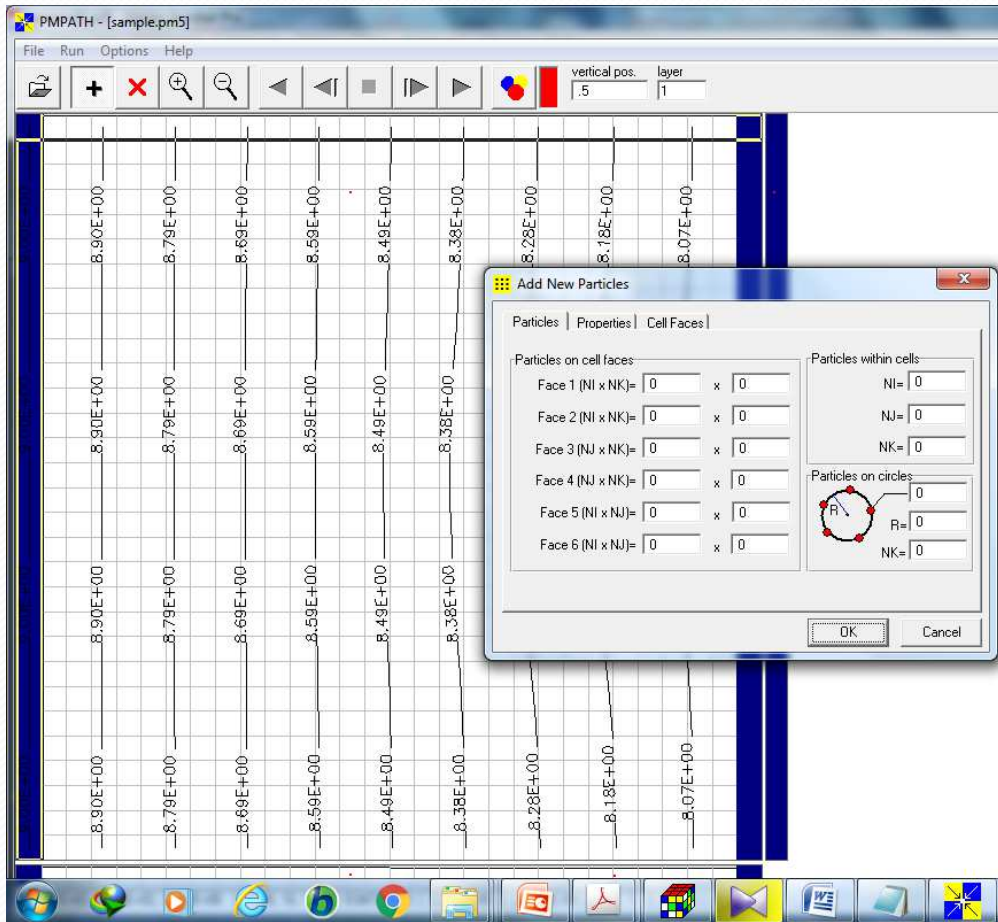 PMPATH - [sample.pm5]
File Run Options Help
vertical pos. layer
.5 1
8.90E+00 8.79E+00 8.69E+00 8.59E+00 8.49E+00 8.38E+00 8.28E+00 8.18E+00 8.07E+00
8.90E+00 8.79E+00 8.69E+00 8.59E+00 8.49E+00 8.38E+00
8.90E+00 8.79E+00 8.69E+00 8.59E+00 8.49E+00 8.38E+00
8.90E+00 8.79E+00 8.69E+00 8.59E+00 8.49E+00 8.38E+00 8.28E+00 8.18E+00 8.07E+00
Add New Particles
Particles Properties Cell Faces
Particles on cell faces
Face 1 (NI x NK)= 0 x 0
Face 2 (NI x NK)= 0 x 0
Face 3 (NJ x NK)= 0 x 0
Face 4 (NJ x NK)= 0 x 0
Face 5 (NI x NJ)= 0 x 0
Face 6 (NI x NJ)= 0 x 0
Particles within cells
NI= 0
NJ= 0
NK= 0
Particles on circles
0
R
R= 0
NK= 0
OK Cancel